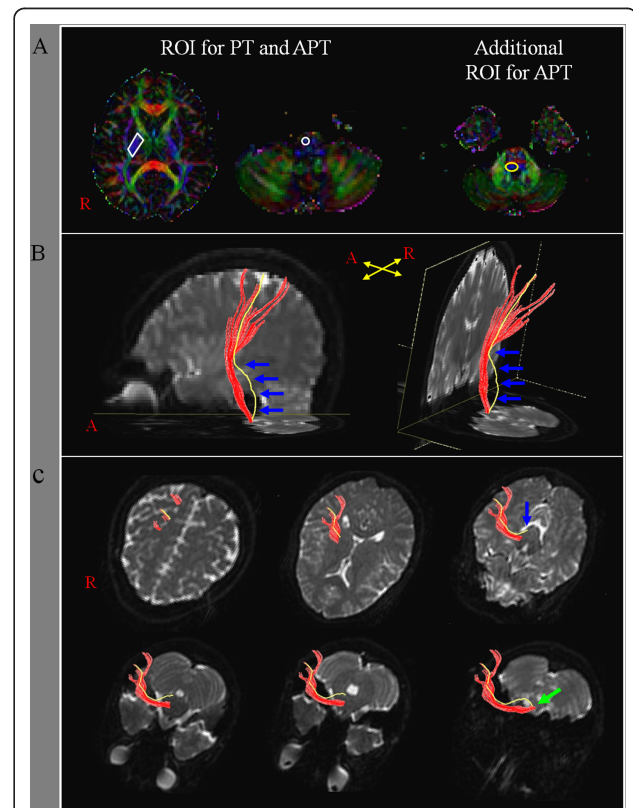 A
ROI for PT and APT
Additional
ROI for APT
R
B
A
R
A
c
R